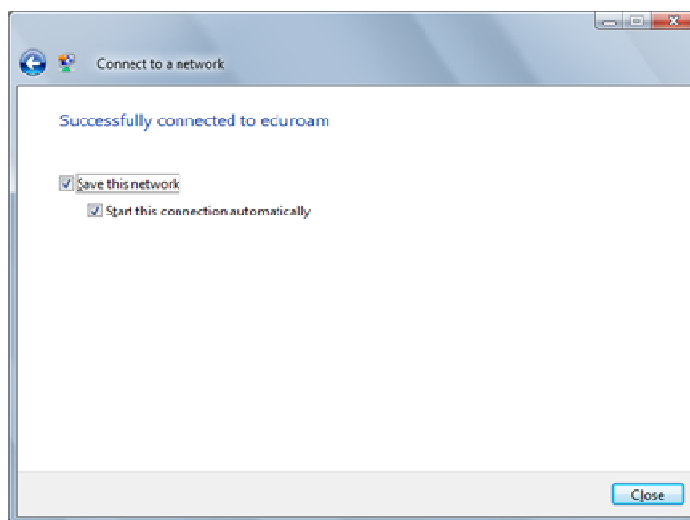 Connect to a network
Successfully connected to eduroam
Save this network
Start this connection automatically
Close